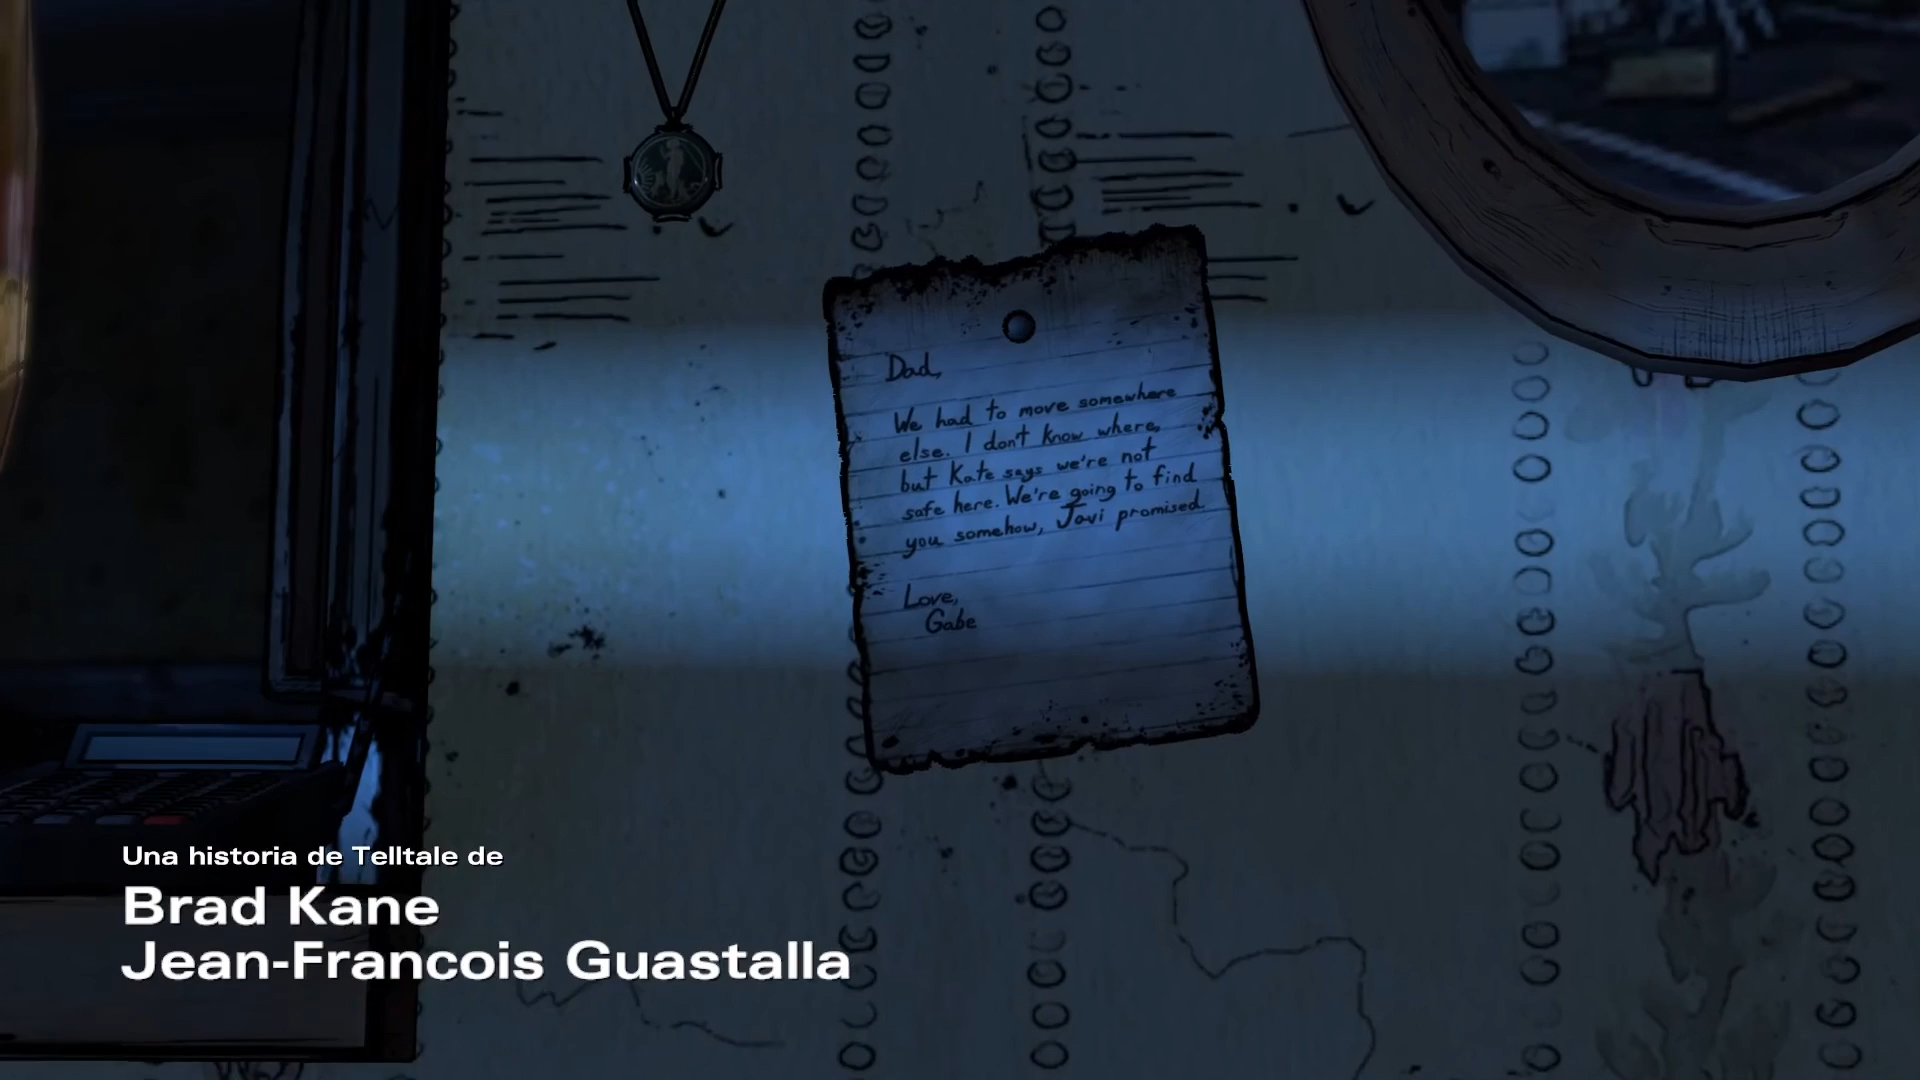 Dad,
We had to move somewhere
else. I don't know where,
but Kate says we're not
safe here. We're going to find
you somehow, Javi promised.
Love,
Gabe
Una historia de Telltale de
Brad Kane
Jean-Francois Guastalla